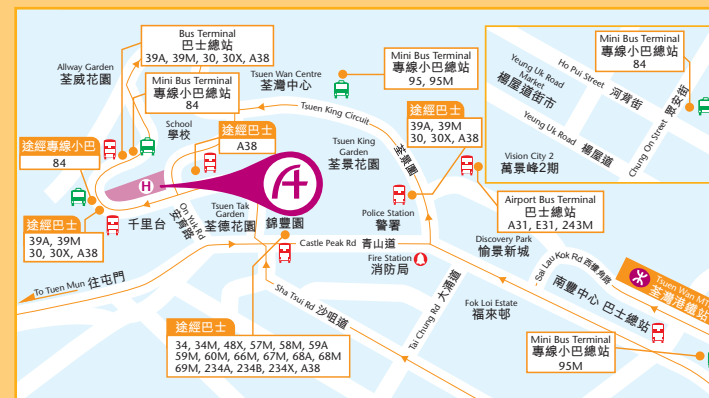 Bus Terminal
巴士總站
39A, 39M, 30, 30X, A38
Allway Garden
荃威花園
Mini Bus Terminal
專線小巴總站
84
Tsuen Wan Centre
荃灣中心
Mini Bus Terminal
專線小巴總站
95, 95M
Yeung Uk Road
Market
楊屋道街市
Ho Pui Street 河背街
Mini Bus Terminal
專線小巴總站
84
Yeung Uk Road 楊屋道
Chung On Street 眾安街
Vision City 2
萬景峰2期
School
學校
Tsuen King Circuit
荃景圍
途經巴士
A38
途經巴士
39A, 39M
30, 30X, A38
途經專線小巴
84
Tsuen King
Garden
荃景花園
H
Airport Bus Terminal
巴士總站
A31, E31, 243M
途經巴士
39A, 39M
30, 30X, A38
千里台
On Yuk Rd
安育路
Tsuen Tak
Garden
荃德花園
錦豐園
Police Station
警署
Castle Peak Rd 青山道
Fire Station
消防局
Discovery Park
愉景新城
Sai Lau Kok Rd 西樓角路
Tsuen Wan MT
荃灣港鐵站
南豐中心 巴士總站
To Tuen Mun 往屯門
Sha Tsui Rd 沙咀道
Tai Chung Rd 大涌道
Fok Loi Estate
福來邨
途經巴士
34, 34M, 48X, 57M, 58M, 59A
59M, 60M, 66M, 67M, 68A, 68M
69M, 234A, 234B, 234X, A38
Mini Bus Terminal
專線小巴總站
95M